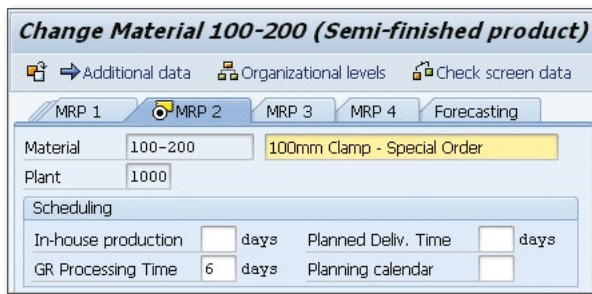 Change Material 100-200 (Semi-finished product)
Additional data Organizational levels Check screen data
MRP 1 MRP 2 MRP 3 MRP 4 Forecasting
Material 100-200 100mm Clamp - Special Order
Plant 1000
Scheduling
In-house production days Planned Deliv. Time days
GR Processing Time 6 days Planning calendar